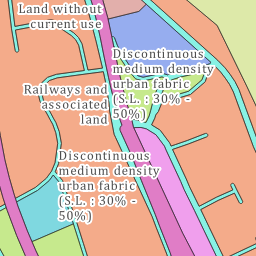 Land without
current use
Discontinuous
medium density
urban fabric
(S.L. : 30% -
50%)
Railways and
associated
land
Discontinuous
medium density
urban fabric
(S.L. : 30% -
50%)